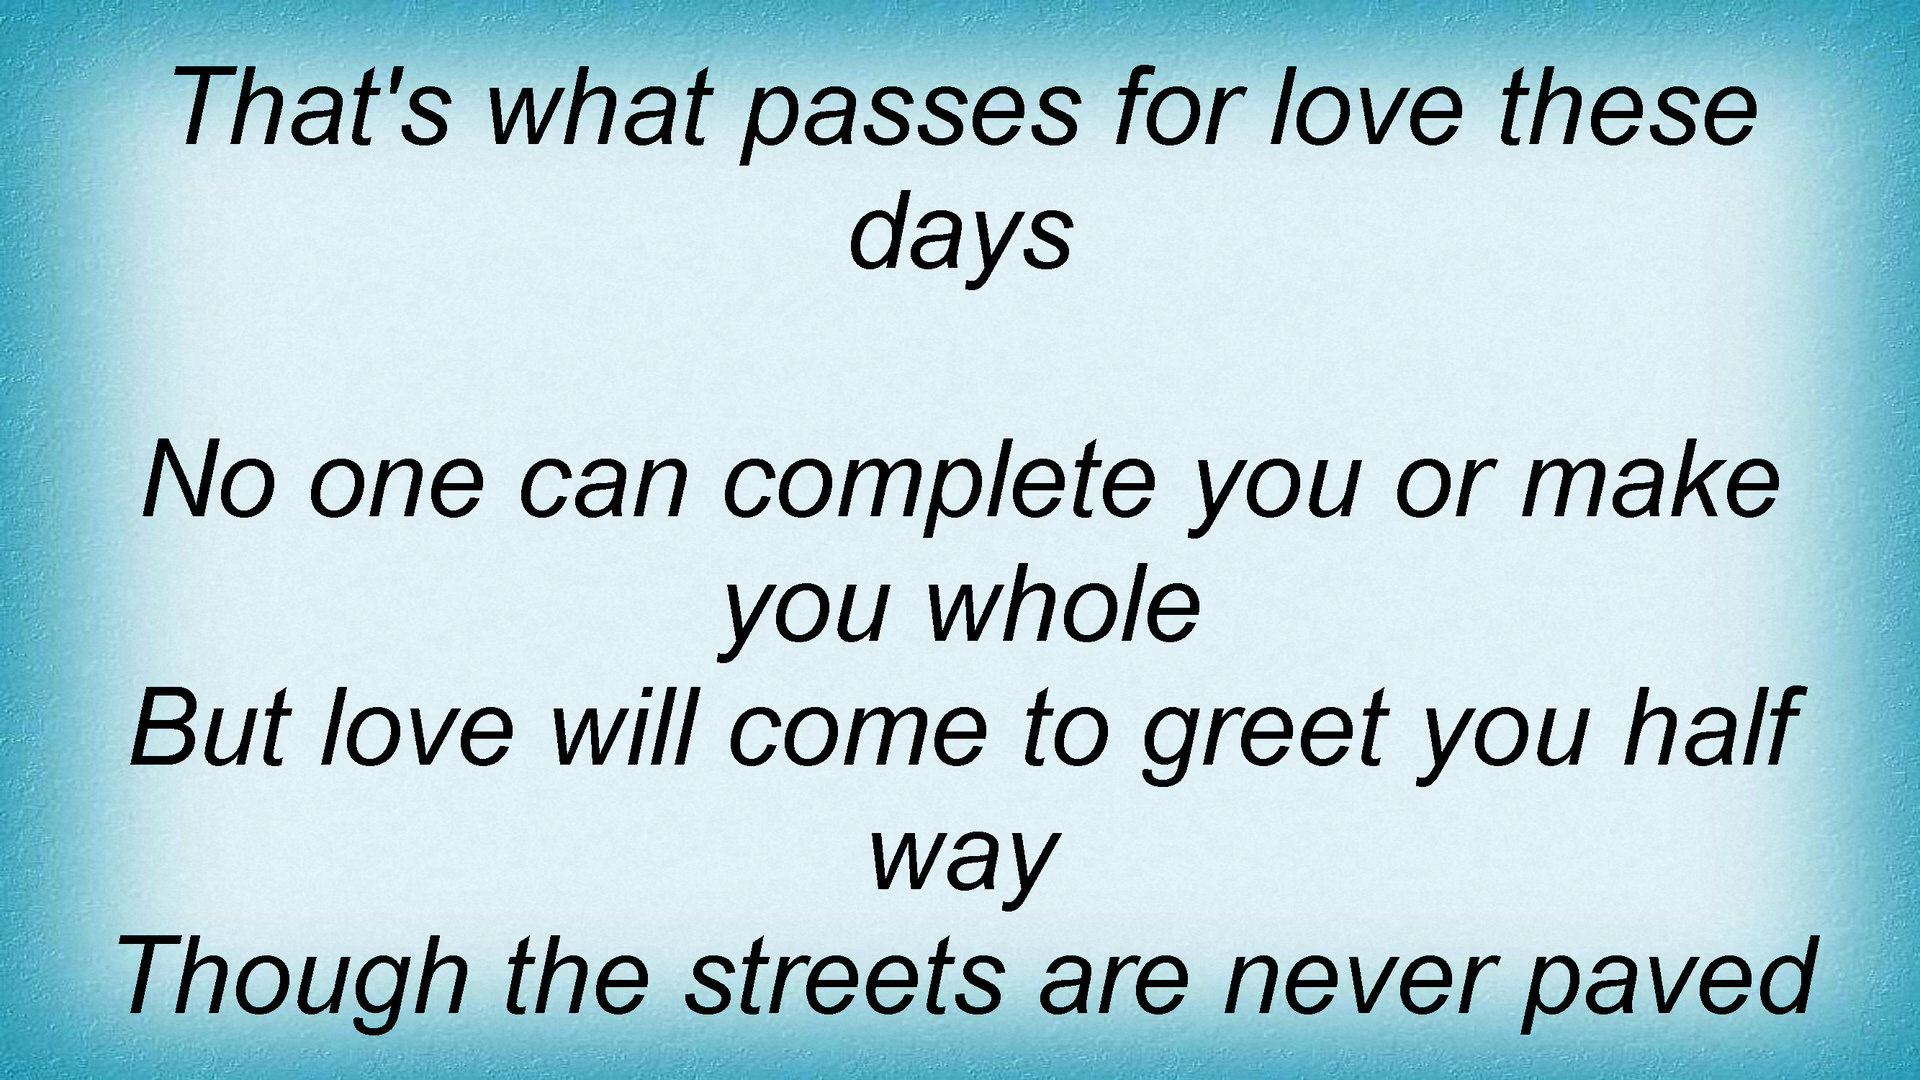 That's what passes for love these
days
No one can complete you or make
you whole
But love will come to greet you half
way
Though the streets are never paved